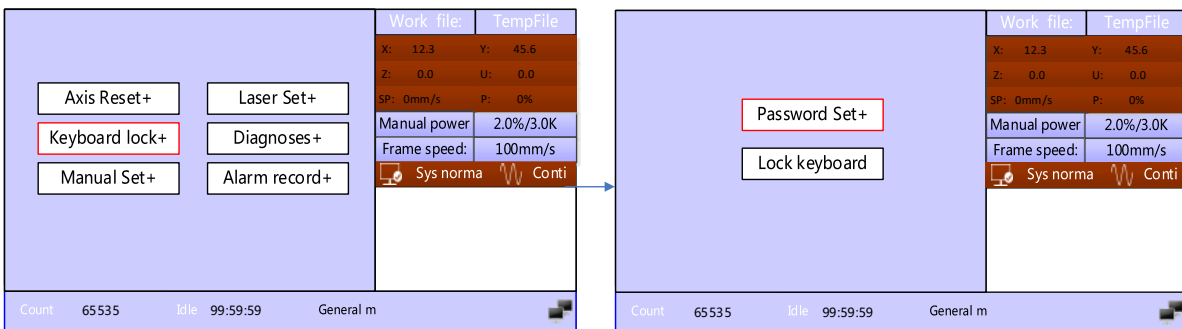 Work file: TempFile
X: 12.3 Y: 45.6
Z: 0.0 U: 0.0
SP: 0mm/s P: 0%
Manual power 2.0%/3.0K
Frame speed: 100mm/s
Sys norma Conti
Axis Reset+ Laser Set+
Keyboard lock+ Diagnoses+
Manual Set+ Alarm record+
Count 65535 Idle 99:59:59 General m
Work file: TempFile
X: 12.3 Y: 45.6
Z: 0.0 U: 0.0
SP: 0mm/s P: 0%
Manual power 2.0%/3.0K
Frame speed: 100mm/s
Sys norma Conti
Password Set+
Lock keyboard
Count 65535 Idle 99:59:59 General m